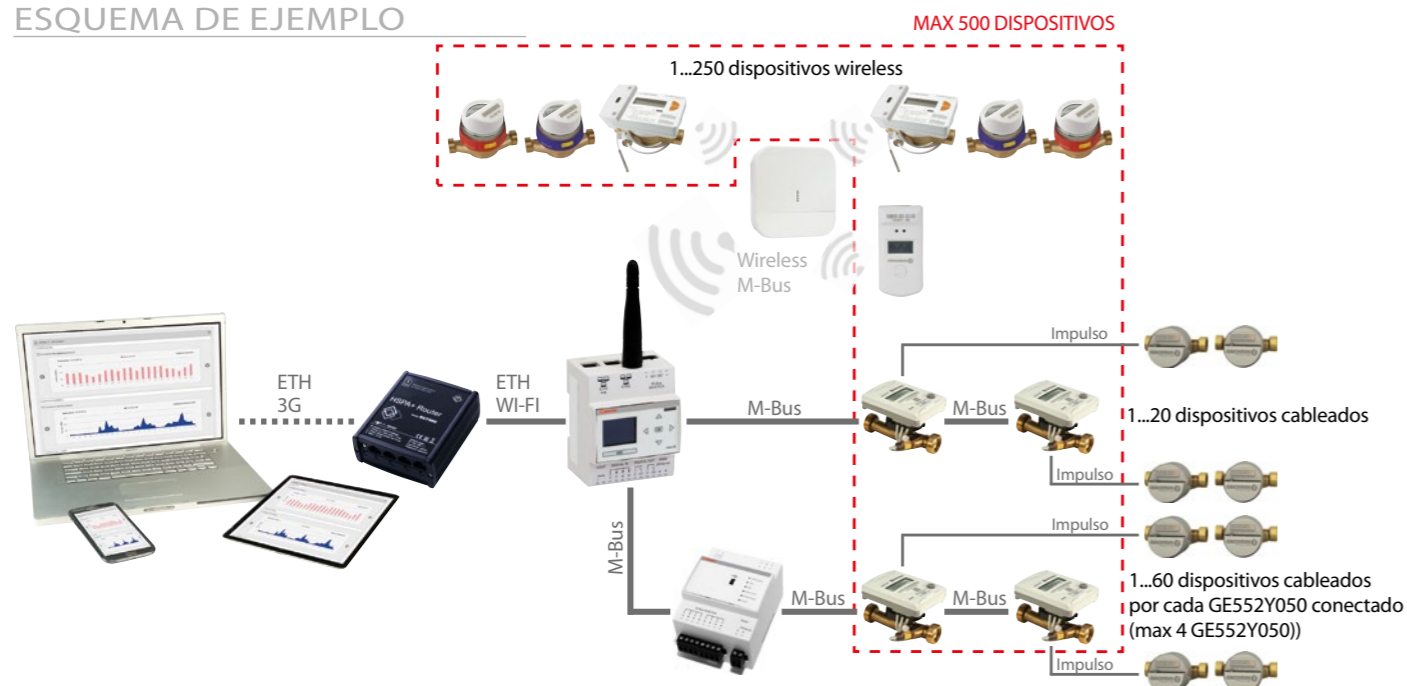 ESQUEMA DE EJEMPLO
MAX 500 DISPOSITIVOS
1...250 dispositivos wireless
Wireless
M-Bus
ETH
3G
HSPA+ Router
ETH
WI-FI
M-Bus
M-Bus
Impulso
1...20 dispositivos cableados
Impulso
M-Bus
Impulso
M-Bus
M-Bus
1...60 dispositivos cableados
por cada GE552Y050 conectado
(max 4 GE552Y050))
Impulso